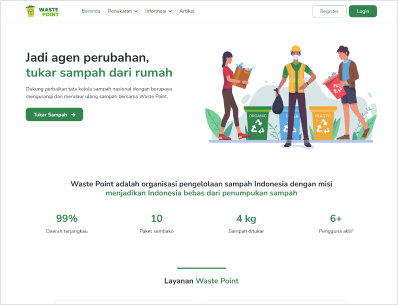 WASTE
POINT
Beranda
Penukaran
Informasi
Artikel
Register
Login
Jadi agen perubahan,
tukar sampah dari rumah
Dukung perbaikan tata kelola sampah nasional dengan berupaya
mengurangi dan mendaur ulang sampah bersama Waste Point.
Tukar Sampah →
ORGANIC
PLASTIC
Waste Point adalah organisasi pengelolaan sampah Indonesia dengan misi
menjadikan Indonesia bebas dari penumpukan sampah
99%
10
4 kg
6+
Daerah terjangkau
Paket sembako
Sampah ditukar
Pengguna aktif
Layanan Waste Point